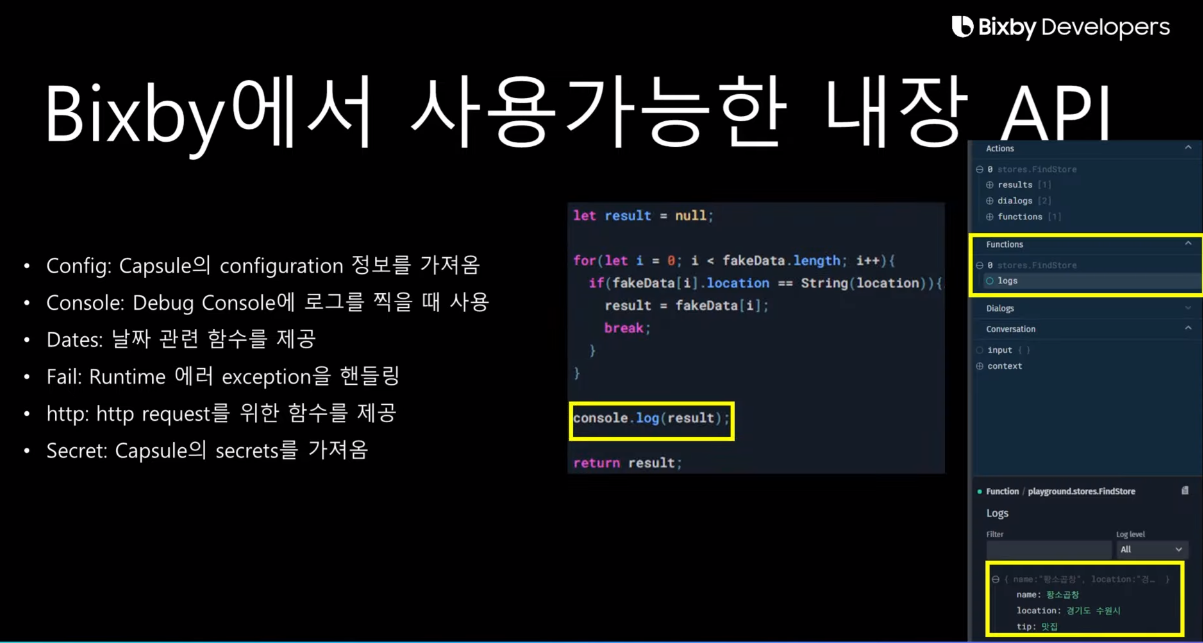 Bixby Developers
Bixby에서 사용가능한 내장 API
• Config: Capsule의 configuration 정보를 가져옴
• Console: Debug Console에 로그를 찍을 때 사용
• Dates: 날짜 관련 함수를 제공
• Fail: Runtime 에러 exception을 핸들링
• http: http request를 위한 함수를 제공
• Secret: Capsule의 secrets를 가져옴
let result = null;
for(let i = 0; i < fakeData.length; i++){
if(fakeData[i].location == String(location)){
result = fakeData[i];
break;
}
}
console.log(result);
return result;
Actions
0 stores.FindStore
results [1]
dialogs [2]
functions [1]
Functions
0 stores.FindStore
logs
Dialogs
Conversation
input { }
context
Function / playground.stores.FindStore
Logs
Filter
Log level
All
{ name:"황소곱창", location:"경… }
name: 황소곱창
location: 경기도 수원시
tip: 맛집